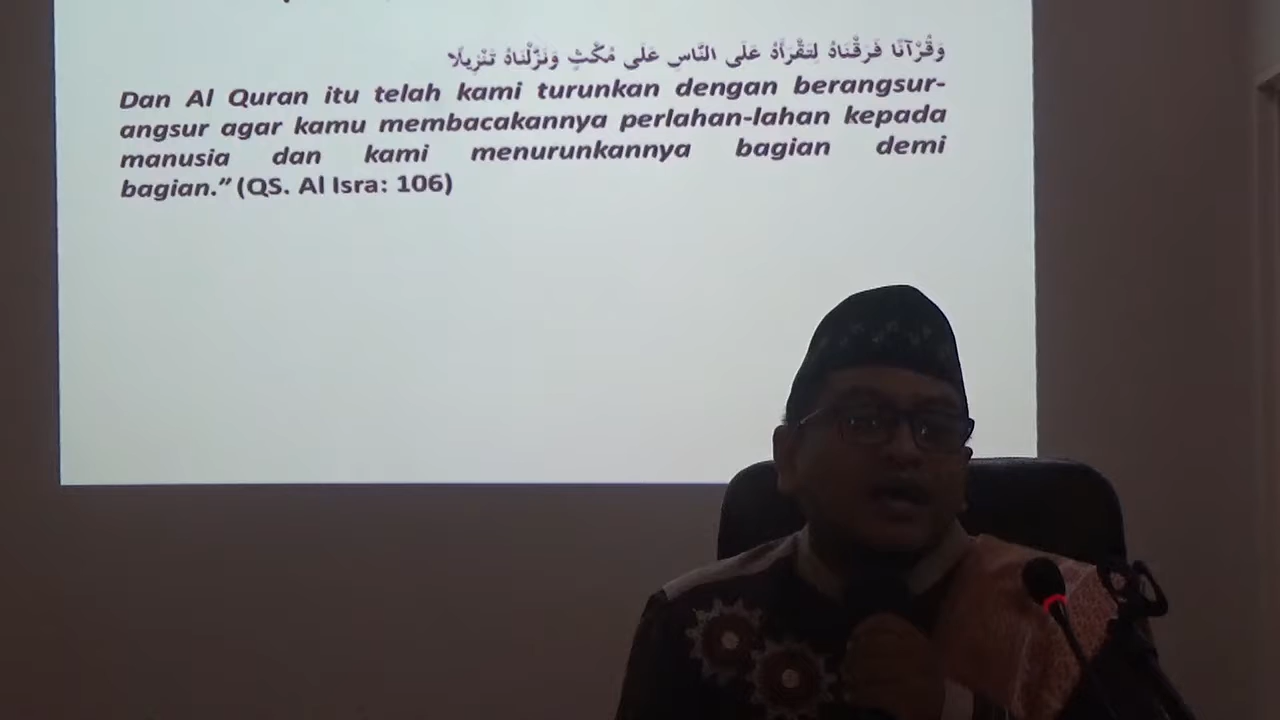 وَقُرْآنًا فَرَقْنَاهُ لِتَقْرَأَهُ عَلَى النَّاسِ عَلَى مُكْثٍ وَنَزَّلْنَاهُ تَنْزِيلًا
Dan Al Quran itu telah kami turunkan dengan berangsur-
angsur agar kamu membacakannya perlahan-lahan kepada
manusia dan kami menurunkannya bagian demi
bagian.” (QS. Al Isra: 106)